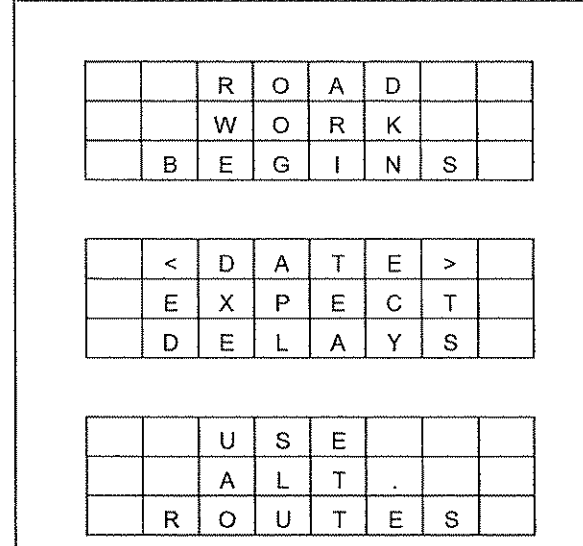 ROAD
WORK
BEGINS
<DATE>
EXPECT
DELAYS
USE
ALT.
ROUTES